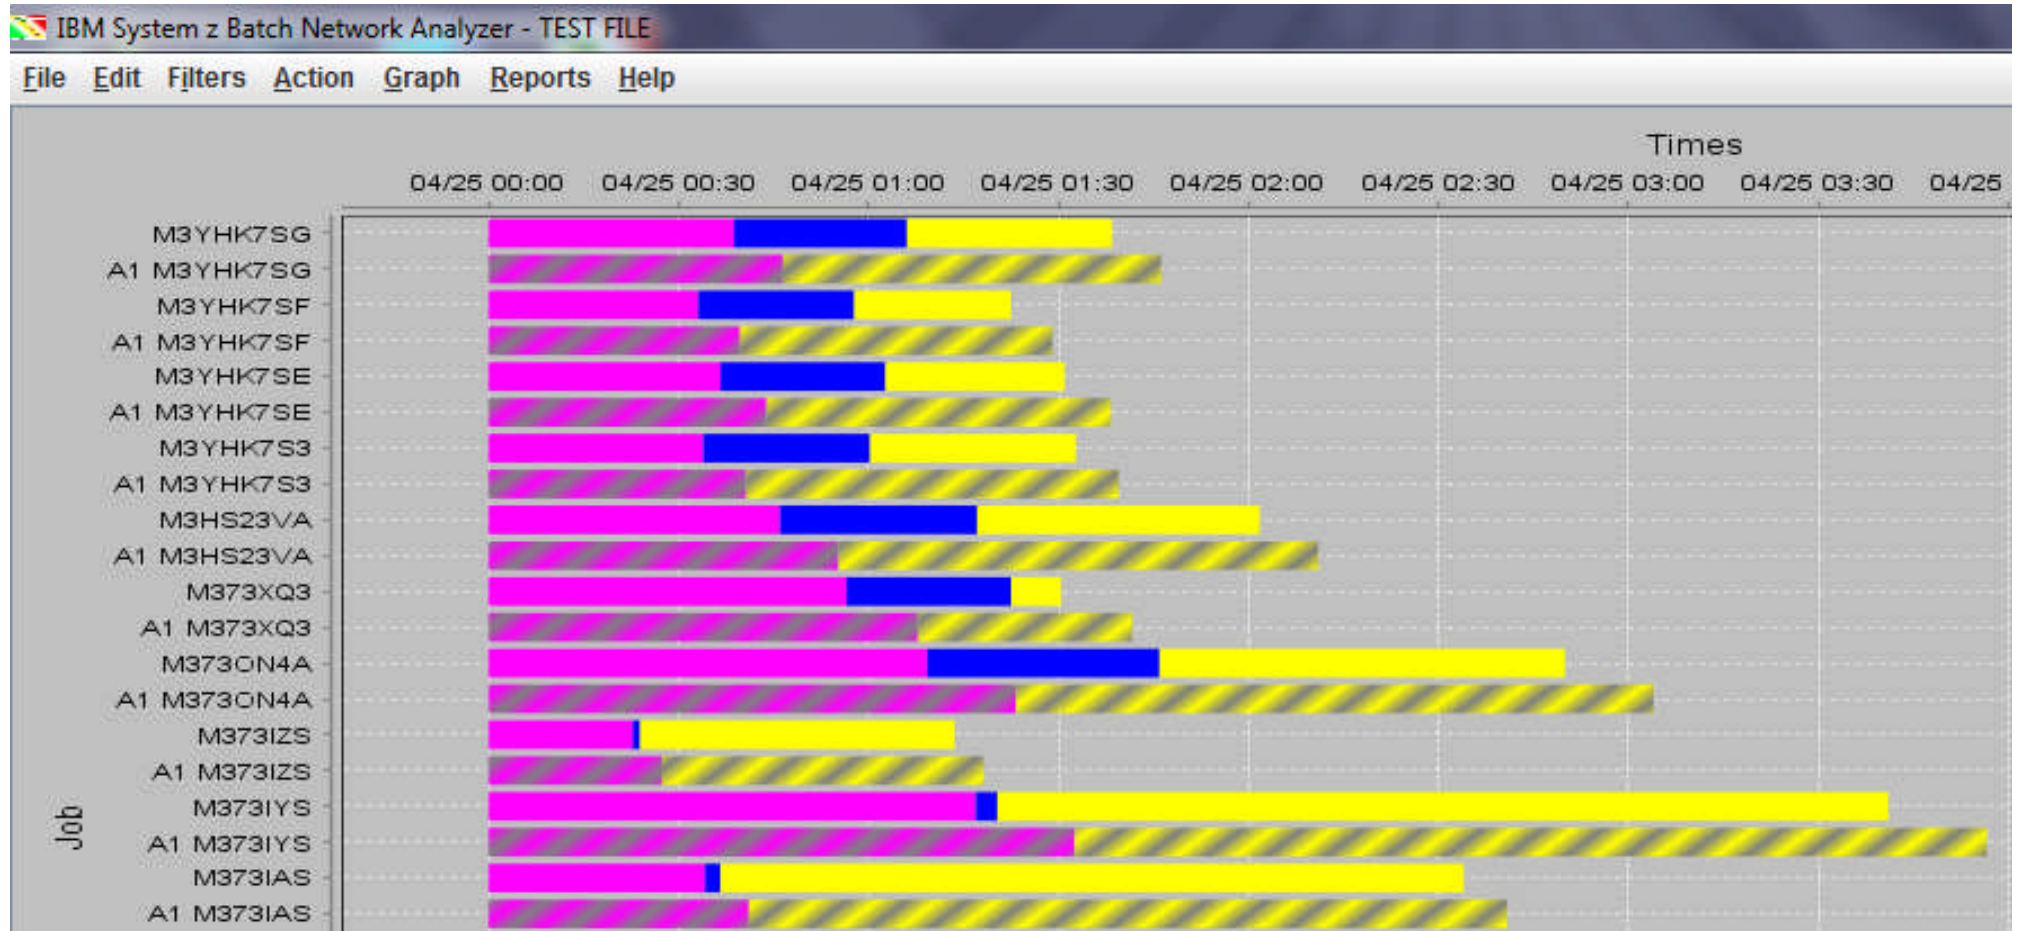 IBM System z Batch Network Analyzer - TEST FILE
File Edit Filters Action Graph Reports Help
Times
04/25 00:00 04/25 00:30 04/25 01:00 04/25 01:30 04/25 02:00 04/25 02:30 04/25 03:00 04/25 03:30 04/25
M3YHK7SG
A1 M3YHK7SG
M3YHK7SF
A1 M3YHK7SF
M3YHK7SE
A1 M3YHK7SE
M3YHK7S3
A1 M3YHK7S3
M3HS23VA
A1 M3HS23VA
M373XQ3
A1 M373XQ3
M373ON4A
A1 M373ON4A
M373IZS
A1 M373IZS
Job
M373IYS
A1 M373IYS
M373IAS
A1 M373IAS